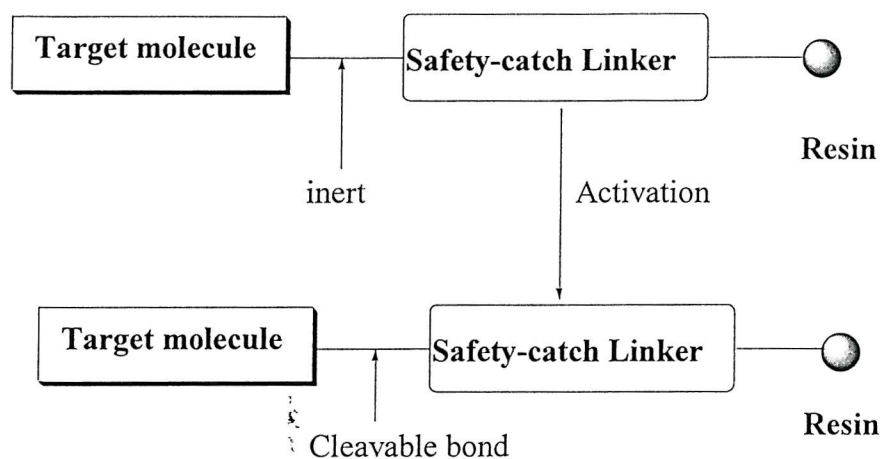 Target molecule
Safety-catch Linker
Resin
inert
Activation
Target molecule
Safety-catch Linker
Resin
Cleavable bond